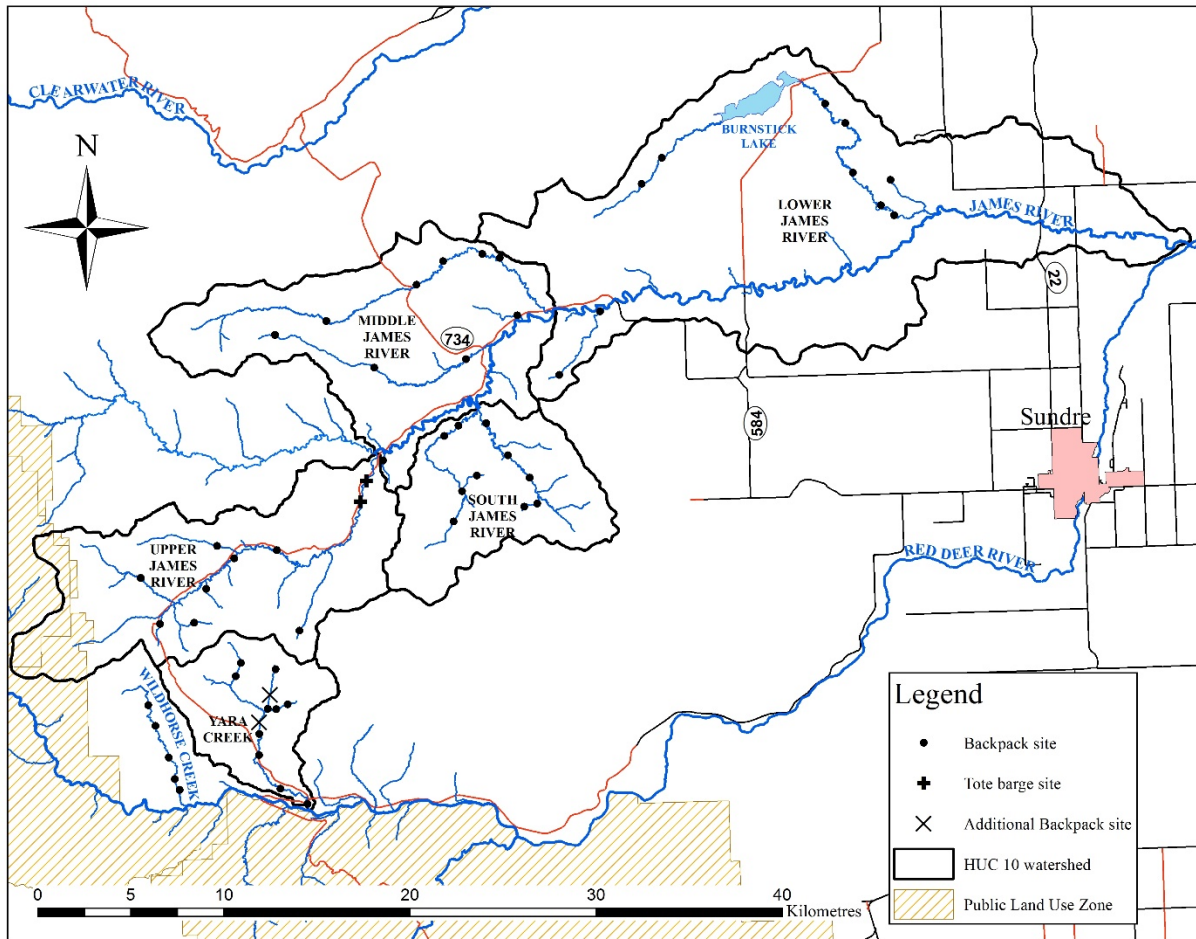 CLEARWATER RIVER
N
BURNSTICK
LAKE
LOWER
JAMES
RIVER
JAMES RIVER
22
MIDDLE
JAMES
RIVER
734
584
Sundre
SOUTH
JAMES
RIVER
UPPER
JAMES
RIVER
RED DEER RIVER
WILDHORSE CREEK
YARA
CREEK
Legend
Backpack site
Tote barge site
Additional Backpack site
HUC 10 watershed
Public Land Use Zone
0 5 10 20 30 40
Kilometres